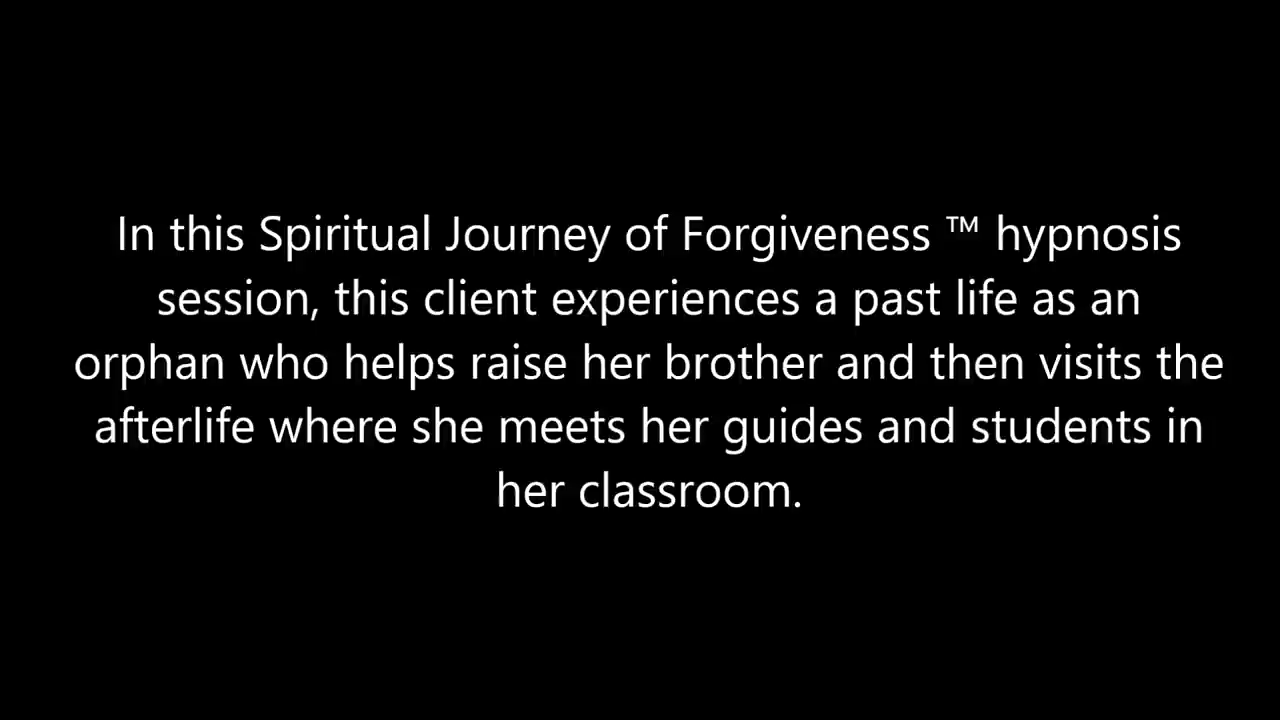 In this Spiritual Journey of Forgiveness ™ hypnosis
session, this client experiences a past life as an
orphan who helps raise her brother and then visits the
afterlife where she meets her guides and students in
her classroom.